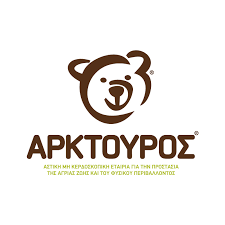 ®
ΑΡΚΤΟΥΡΟΣ®
ΑΣΤΙΚΗ ΜΗ ΚΕΡΔΟΣΚΟΠΙΚΗ ΕΤΑΙΡΙΑ ΓΙΑ ΤΗΝ ΠΡΟΣΤΑΣΙΑ
ΤΗΣ ΑΓΡΙΑΣ ΖΩΗΣ ΚΑΙ ΤΟΥ ΦΥΣΙΚΟΥ ΠΕΡΙΒΑΛΛΟΝΤΟΣ